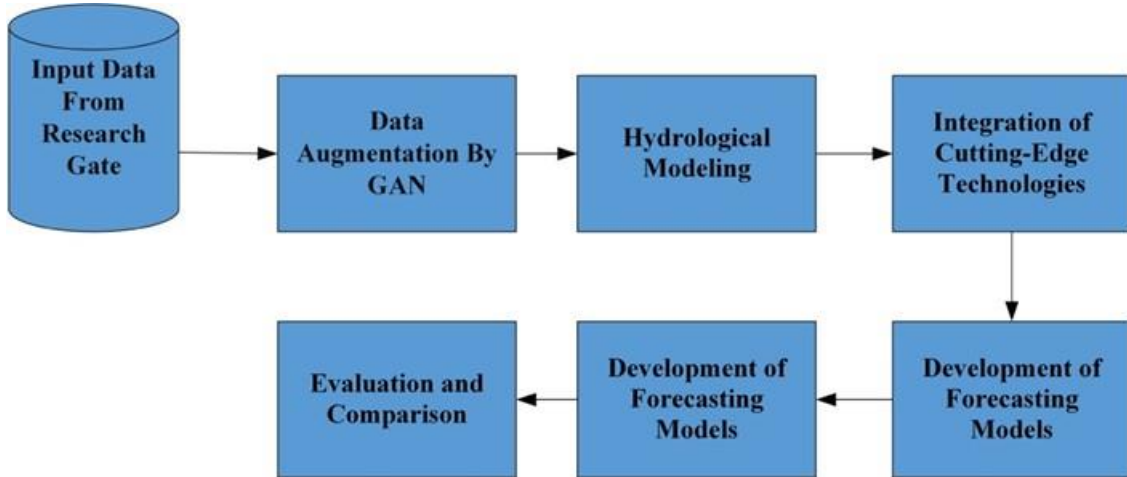 Input Data
From
Research
Gate
Data
Augmentation By
GAN
Hydrological
Modeling
Integration of
Cutting-Edge
Technologies
Development of
Forecasting
Models
Development of
Forecasting
Models
Evaluation and
Comparison